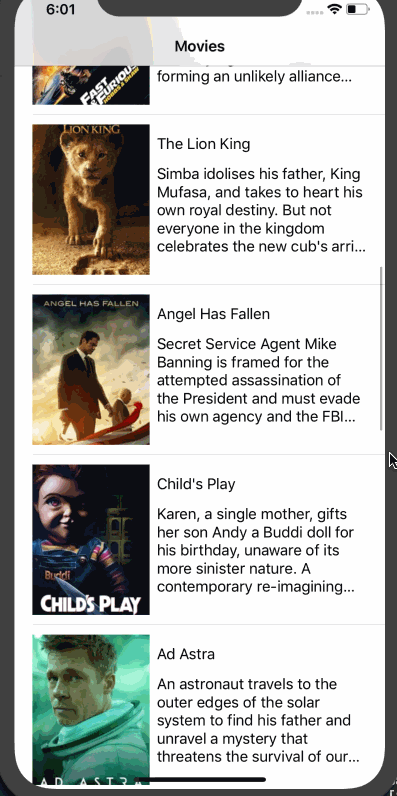 6:01
Movies
FAST &
FURIOUS
forming an unlikely alliance...
LION KING
The Lion King
Simba idolises his father, King
Mufasa, and takes to heart his
own royal destiny. But not
everyone in the kingdom
celebrates the new cub's arri...
ANGEL HAS FALLEN
Angel Has Fallen
Secret Service Agent Mike
Banning is framed for the
attempted assassination of
the President and must evade
his own agency and the FBI...
Buddi
CHILD'S PLAY
Child's Play
Karen, a single mother, gifts
her son Andy a Buddi doll for
his birthday, unaware of its
more sinister nature. A
contemporary re-imagining...
AD ASTRA
Ad Astra
An astronaut travels to the
outer edges of the solar
system to find his father and
unravel a mystery that
threatens the survival of our...